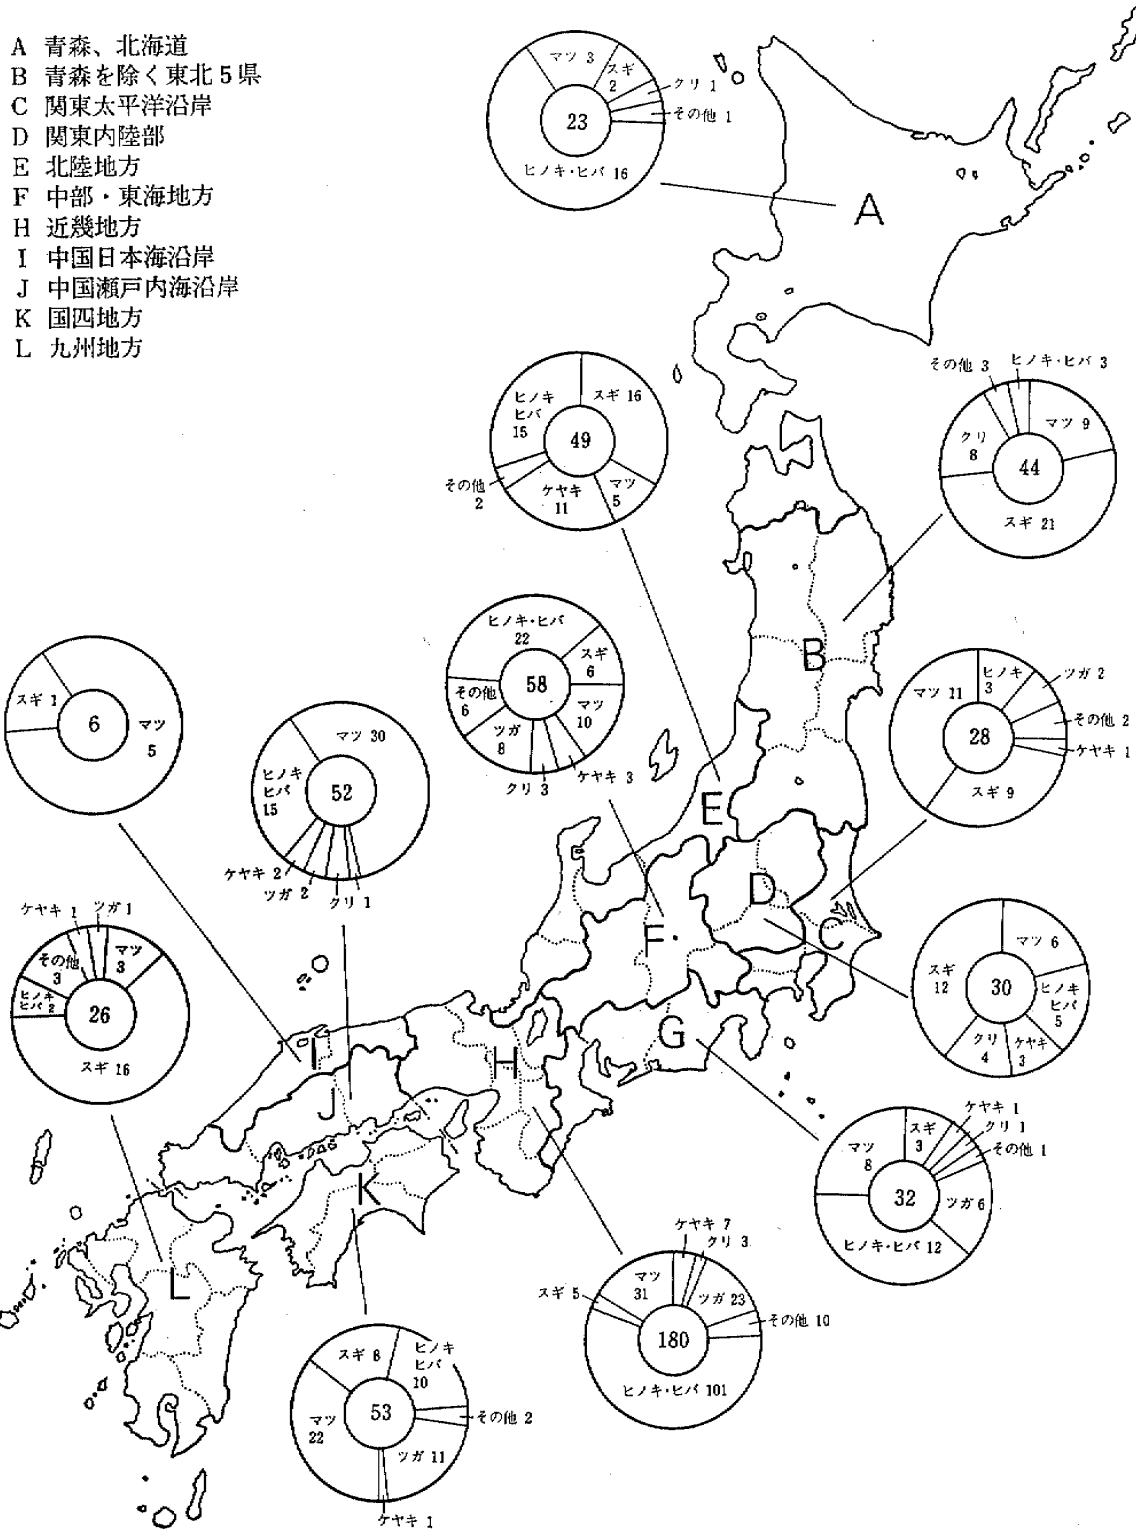 A 青森、北海道
B 青森を除く東北5県
C 関東太平洋沿岸
D 関東内陸部
E 北陸地方
F 中部・東海地方
H 近畿地方
I 中国日本海沿岸
J 中国瀬戸内海沿岸
K 国四地方
L 九州地方
マツ 3
スギ
2
クリ 1
その他 1
ヒノキ・ヒバ 16
23
A
スギ 16
マツ
5
ケヤキ
11
その他
2
ヒノキ
ヒバ
15
49
その他 3
ヒノキ・ヒバ 3
マツ 9
クリ
8
スギ 21
44
B
ヒノキ・ヒバ
22
スギ
6
マツ
10
ケヤキ 3
クリ 3
ツガ
8
その他
6
58
マツ 11
ヒノキ
3
ツガ 2
その他 2
ケヤキ 1
スギ 9
28
スギ 1
マツ
5
6
マツ 30
ヒノキ
ヒバ
15
ケヤキ 2
ツガ 2
クリ 1
52
E
D
C
F
G
H
I
J
K
L
ケヤキ 1
ツガ 1
マツ
3
その他
3
ヒノキ
ヒバ 2
スギ 16
26
マツ 6
ヒノキ
ヒバ
5
ケヤキ
3
クリ
4
スギ
12
30
マツ
8
スギ
3
ケヤキ 1
クリ 1
その他 1
ツガ 6
ヒノキ・ヒバ 12
32
ケヤキ 7
クリ 3
マツ
31
スギ 5
ツガ 23
その他 10
ヒノキ・ヒバ 101
180
スギ 8
ヒノキ
ヒバ
10
その他 2
ツガ 11
ケヤキ 1
マツ
22
53